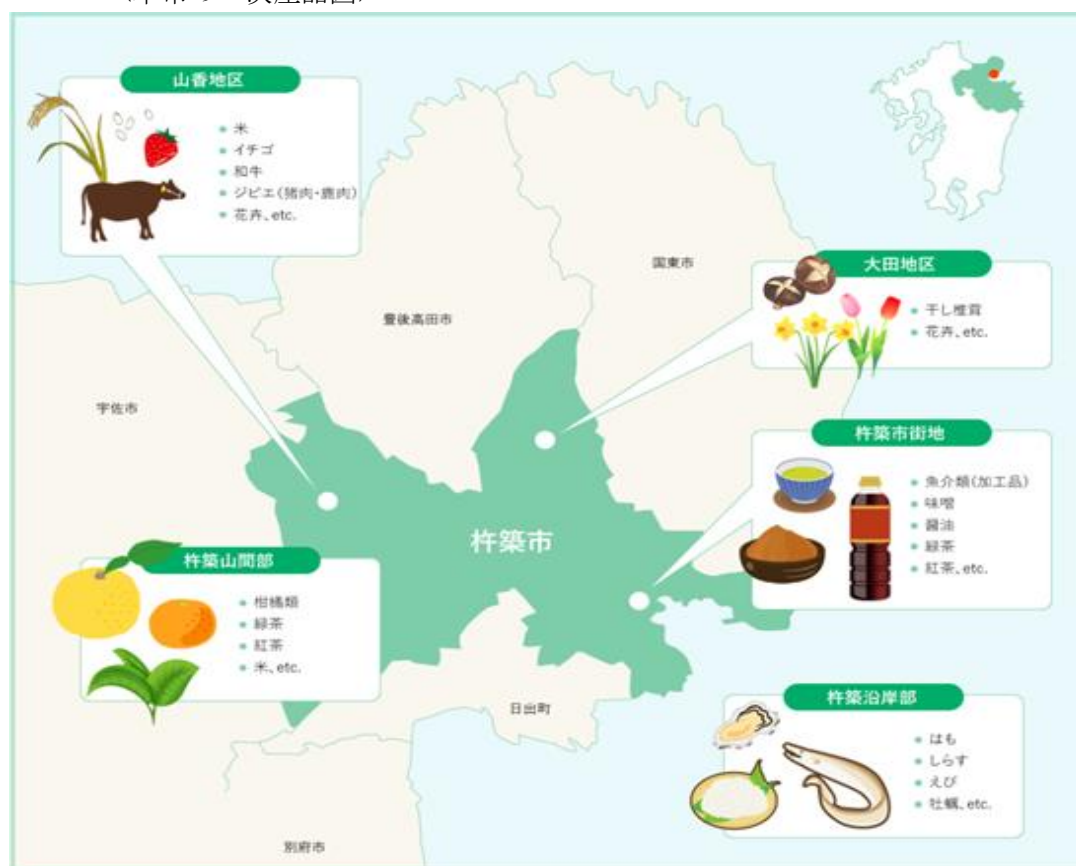 山香地区
・米
・イチゴ
・和牛
・ジビエ(猪肉・鹿肉)
・花卉、etc.
国東市
大田地区
・干し椎茸
・花卉、etc.
豊後高田市
宇佐市
杵築市街地
・魚介類(加工品)
・味噌
・醤油
・緑茶
・紅茶、etc.
杵築市
杵築山間部
・柑橘類
・緑茶
・紅茶
・米、etc.
日出町
杵築沿岸部
・はも
・しらす
・えび
・牡蠣、etc.
別府市